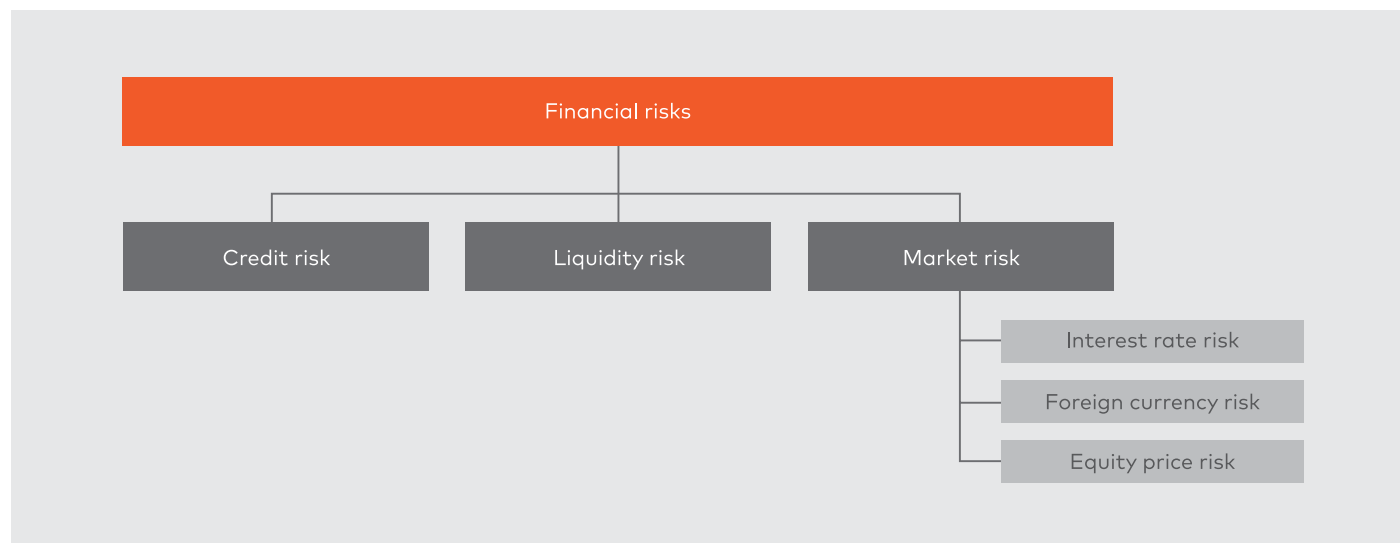 Financial risks
Credit risk
Liquidity risk
Market risk
Interest rate risk
Foreign currency risk
Equity price risk